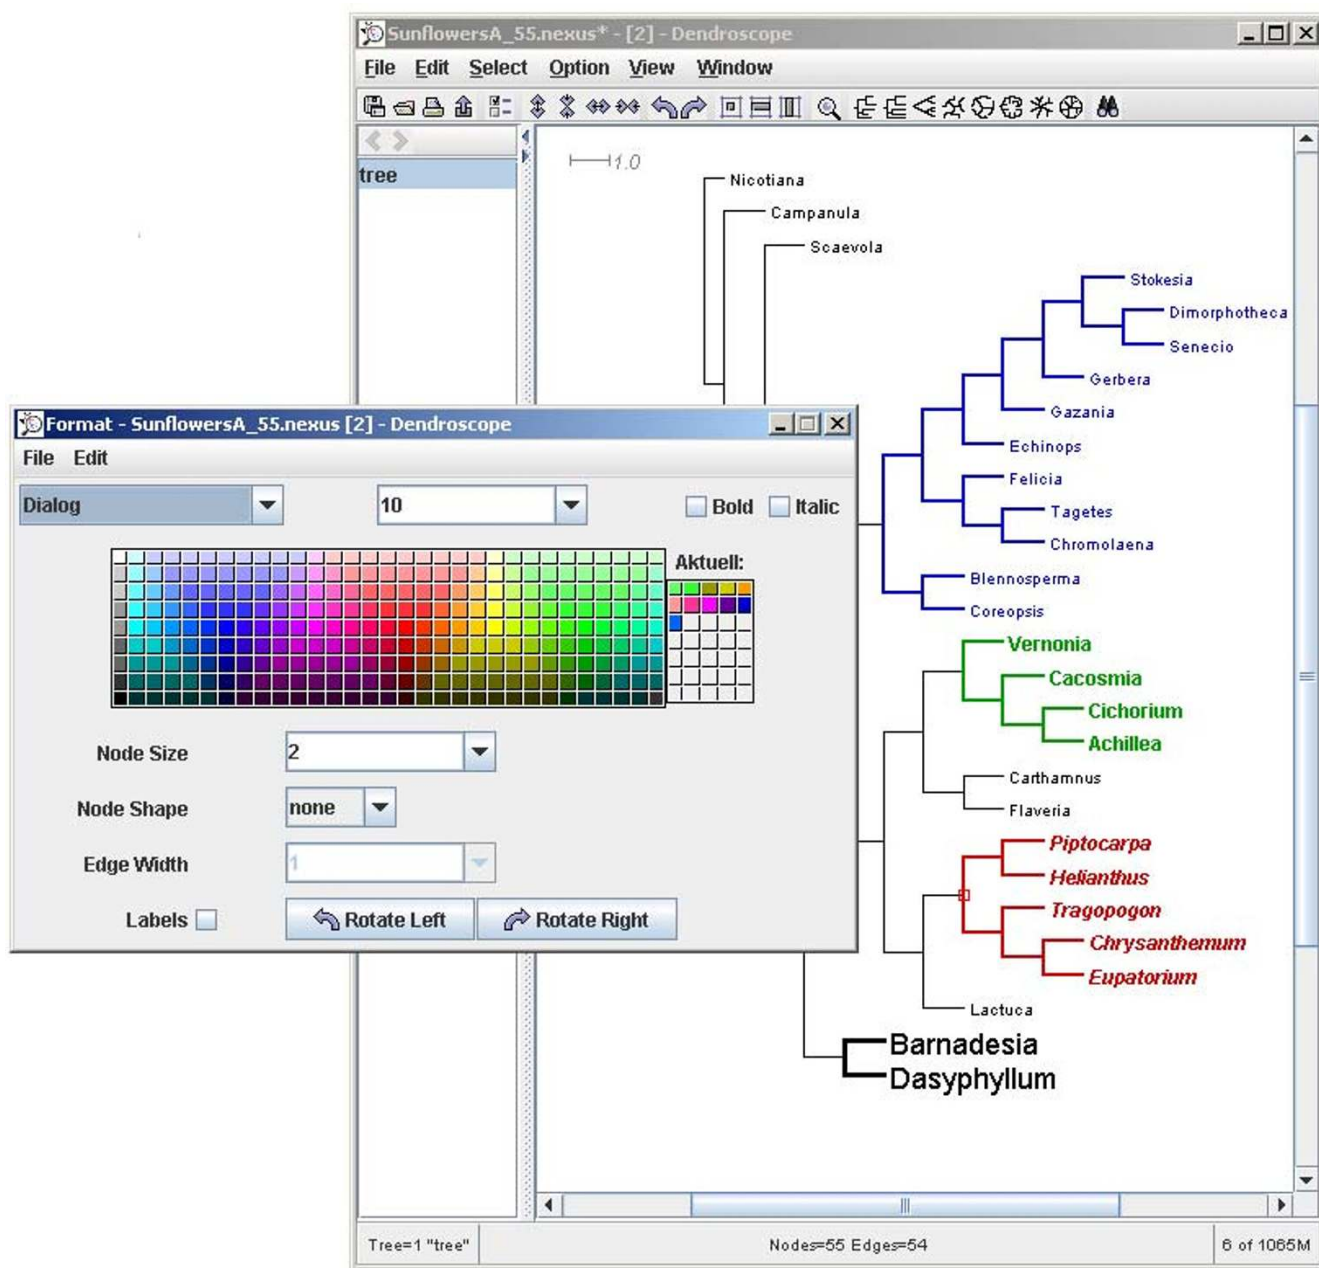 SunflowersA_55.nexus* - [2] - Dendroscope
File Edit Select Option View Window
tree
1.0
Nicotiana
Campanula
Scaevola
Stokesia
Dimorphotheca
Senecio
Gerbera
Gazania
Echinops
Felicia
Tagetes
Chromolaena
Blennosperma
Coreopsis
Vernonia
Cacosmia
Cichorium
Achillea
Carthamnus
Flaveria
Piptocarpa
Helianthus
Tragopogon
Chrysanthemum
Eupatorium
Lactuca
Barnadesia
Dasyphyllum
Format - SunflowersA_55.nexus [2] - Dendroscope
File Edit
Dialog 10 Bold Italic
Aktuell:
Node Size 2
Node Shape none
Edge Width 1
Labels Rotate Left Rotate Right
Tree=1 "tree" Nodes=55 Edges=54 6 of 1065M